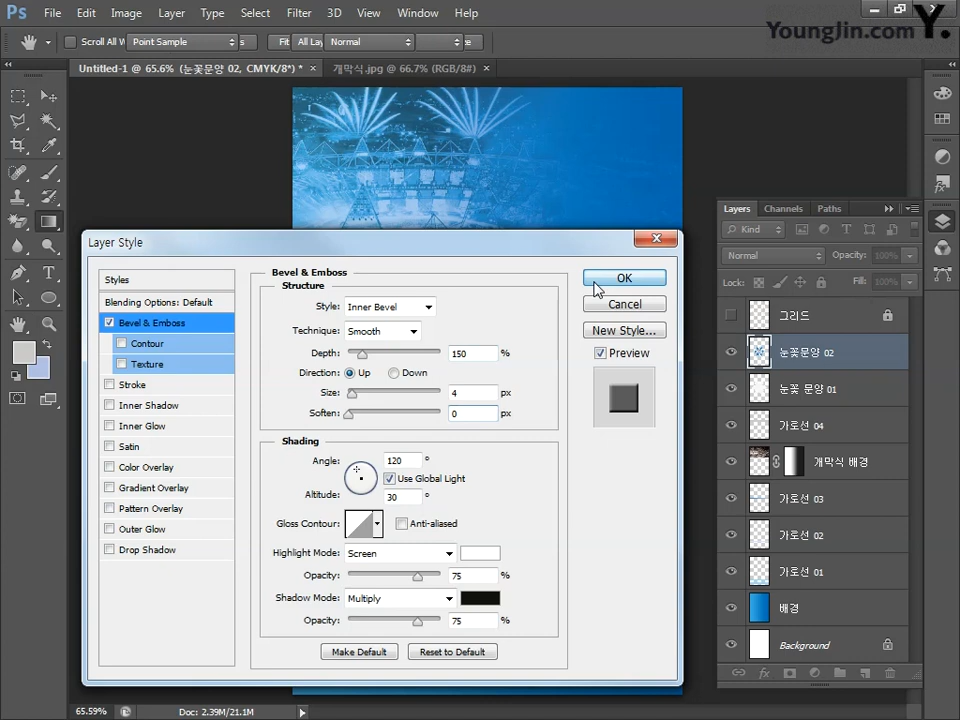 Ps File Edit Image Layer Type Select Filter 3D View Window Help
YoungJin.com Y.
Scroll All W Point Sample s Fit All Lay Normal e
Untitled-1 @ 65.6% (눈꽃문양 02, CMYK/8*) * × 개막식.jpg @ 66.7% (RGB/8#) ×
Layers Channels Paths
Kind
Normal Opacity: 100%
Lock: Fill: 100%
그리드
눈꽃문양 02
눈꽃 문양 01
가로선 04
개막식 배경
가로선 03
가로선 02
가로선 01
배경
Background
Layer Style
Styles
Blending Options: Default
Bevel & Emboss
Contour
Texture
Stroke
Inner Shadow
Inner Glow
Satin
Color Overlay
Gradient Overlay
Pattern Overlay
Outer Glow
Drop Shadow
Bevel & Emboss
Structure
Style: Inner Bevel
Technique: Smooth
Depth: 150 %
Direction: Up Down
Size: 4 px
Soften: 0 px
Shading
Angle: 120 °
Use Global Light
Altitude: 30 °
Gloss Contour: Anti-aliased
Highlight Mode: Screen
Opacity: 75 %
Shadow Mode: Multiply
Opacity: 75 %
Make Default Reset to Default
OK
Cancel
New Style...
Preview
65.59% Doc: 2.39M/21.1M